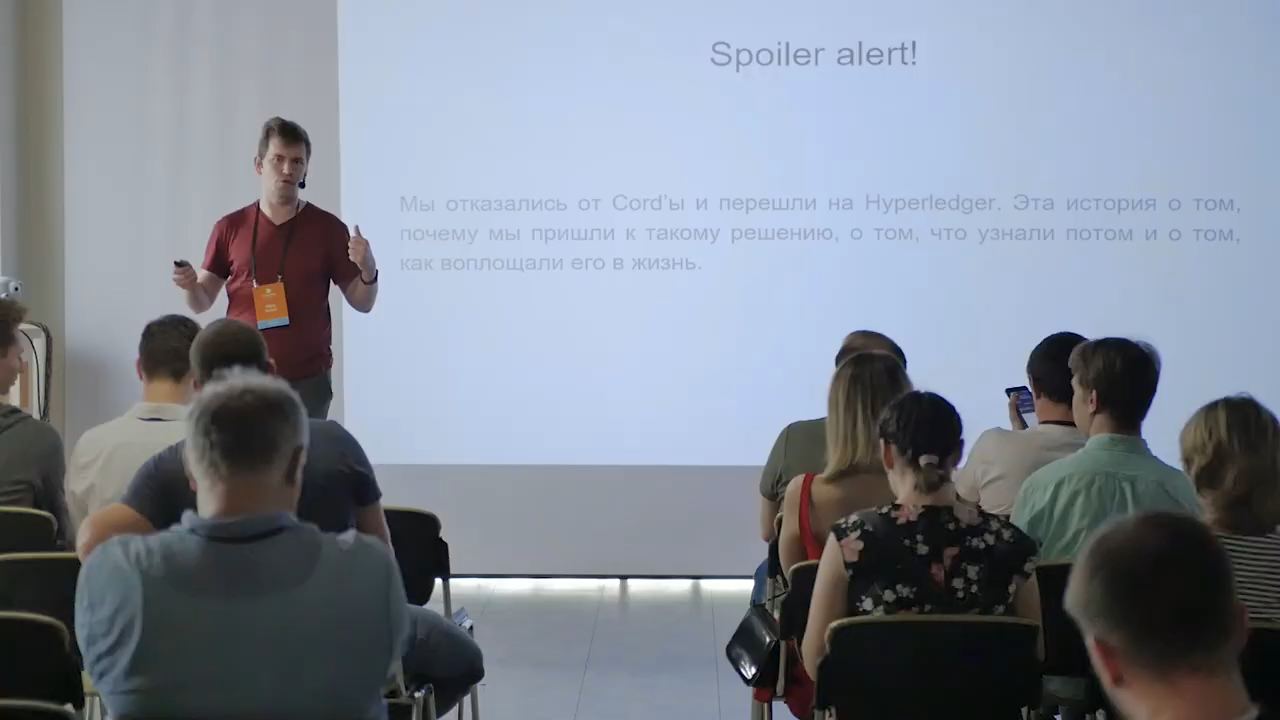 Spoiler alert!
Мы отказались от Cord'ы и перешли на Hyperledger. Эта история о том,
почему мы пришли к такому решению, о том, что узнали потом и о том,
как воплощали его в жизнь.